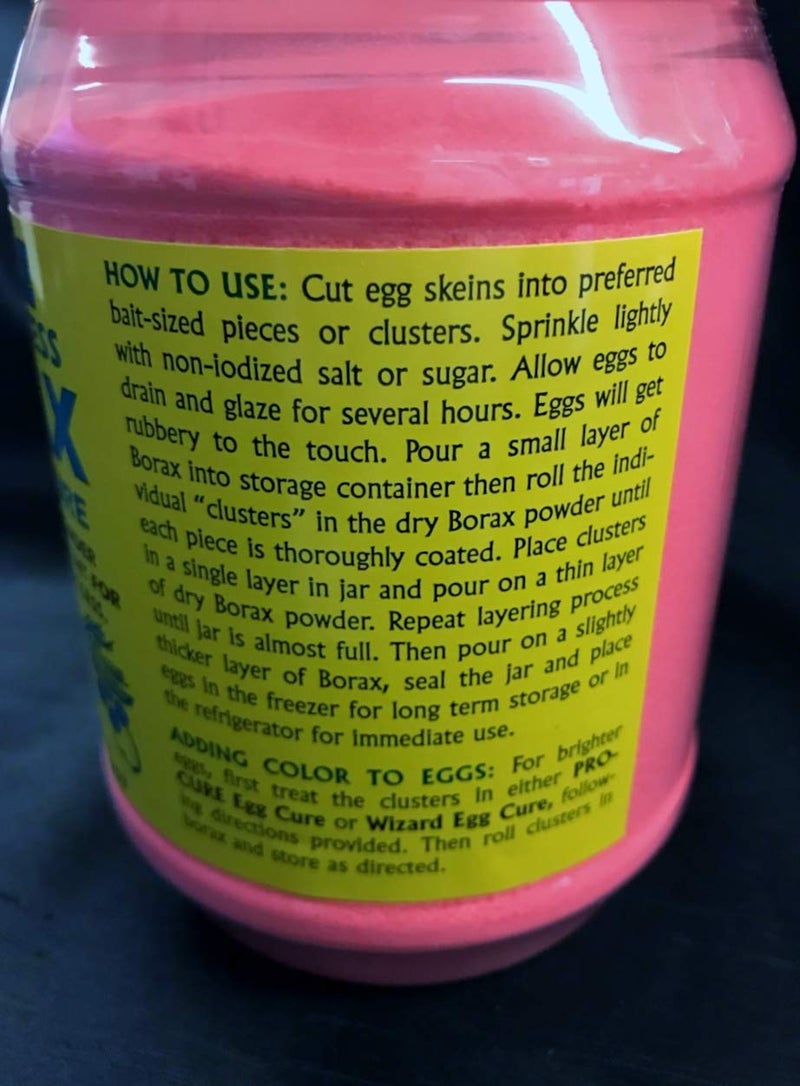 HOW TO USE: Cut egg skeins into preferred
bait-sized pieces or clusters. Sprinkle lightly
with non-iodized salt or sugar. Allow eggs to
drain and glaze for several hours. Eggs will get
rubbery to the touch. Pour a small layer of
Borax into storage container then roll the indi-
vidual “clusters” in the dry Borax powder until
each piece is thoroughly coated. Place clusters
in a single layer in jar and pour on a thin layer
of dry Borax powder. Repeat layering process
until jar is almost full. Then pour on a slightly
thicker layer of Borax, seal the jar and place
eggs in the freezer for long term storage or in
the refrigerator for immediate use.
ADDING COLOR TO EGGS: For brighter
eggs, first treat the clusters in either PRO-
CURE Egg Cure or Wizard Egg Cure, follow-
ing directions provided. Then roll clusters in
borax and store as directed.
ESS
X
RE
FOR